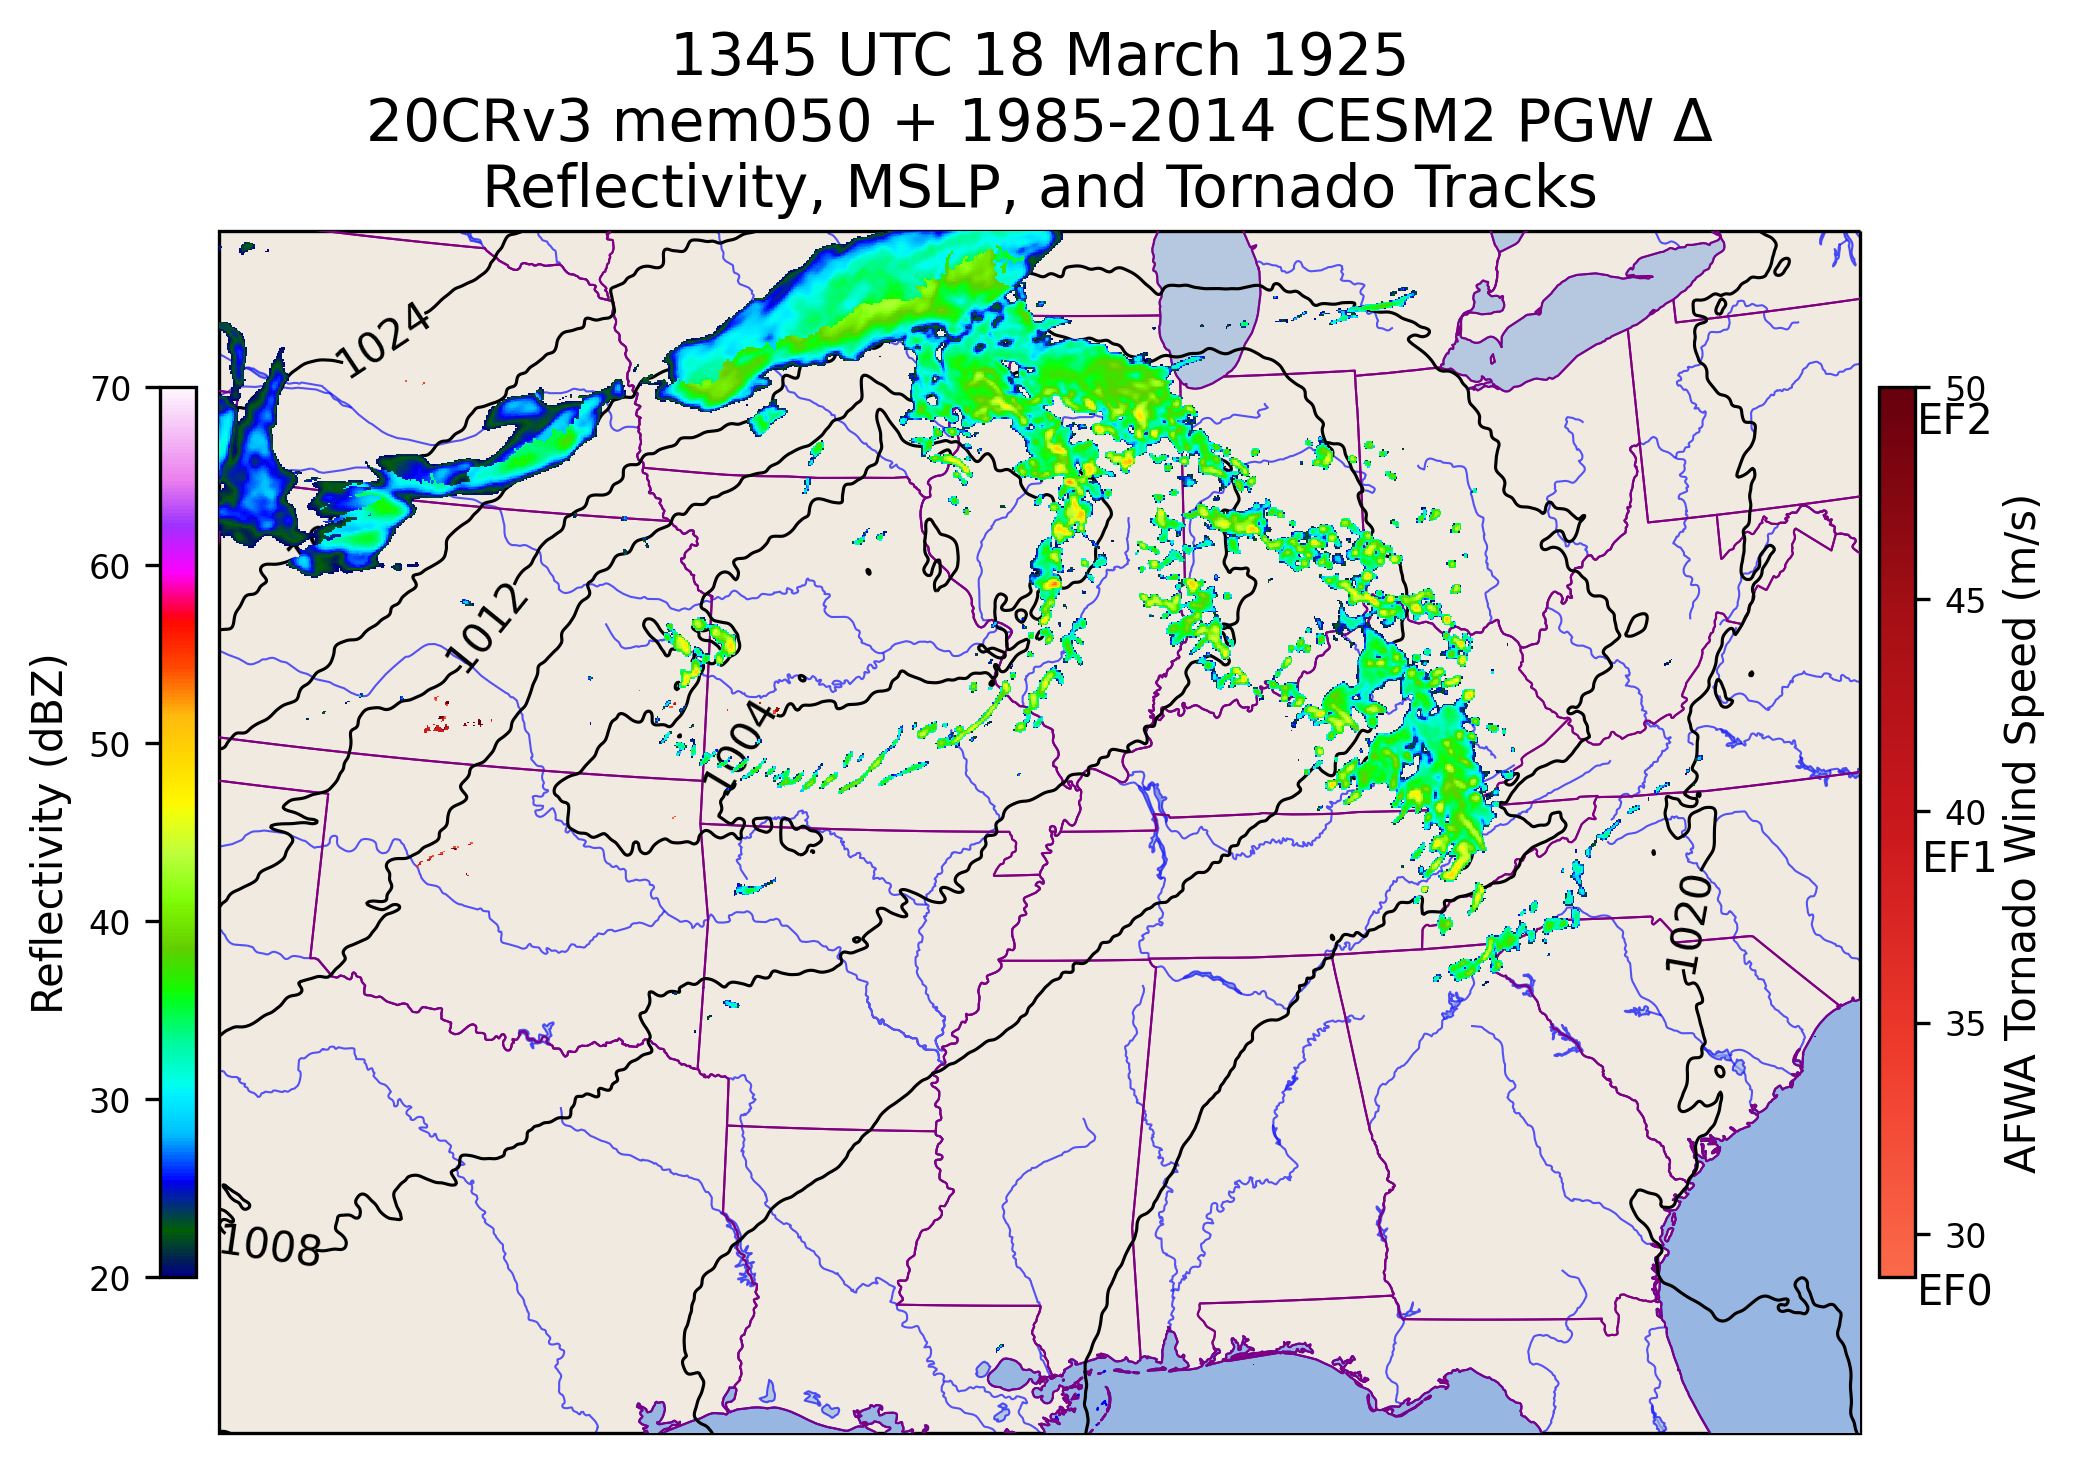 1345 UTC 18 March 1925
20CRv3 mem050 + 1985-2014 CESM2 PGW Δ
Reflectivity, MSLP, and Tornado Tracks
Reflectivity (dBZ)
70
60
50
40
30
20
1024
1012
1004
1020
1008
50
EF2
45
40
EF1
35
30
EF0
AFWA Tornado Wind Speed (m/s)